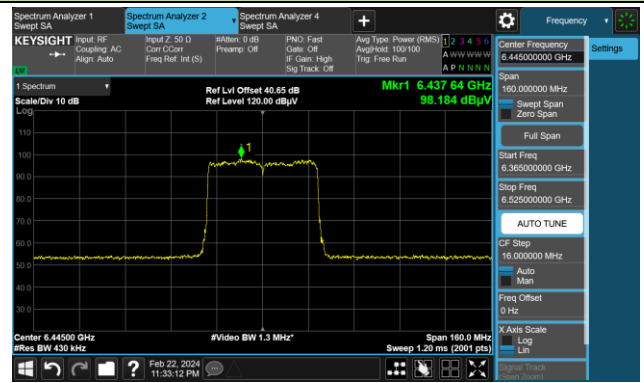 Spectrum Analyzer 1
Swept SA
Spectrum Analyzer 2
Swept SA
Spectrum Analyzer 4
Swept SA
+
Frequency
KEYSIGHT
Input: RF
Coupling: AC
Align: Auto
Input Z: 50 Ω
Corr CCorr
Freq Ref: Int (S)
#Atten: 0 dB
Preamp: Off
PNO: Fast
Gate: Off
IF Gain: High
Sig Track: Off
Avg Type: Power (RMS)
Avg|Hold: 100/100
Trig: Free Run
1 2 3 4 5 6
A W W W W W
A P N N N N
LW
1 Spectrum
Scale/Div 10 dB
Log
Ref Lvl Offset 40.65 dB
Ref Level 120.00 dBµV
Mkr1 6.437 64 GHz
98.184 dBµV
1
110
100
90.0
80.0
70.0
60.0
50.0
40.0
30.0
Center 6.44500 GHz
#Res BW 430 kHz
#Video BW 1.3 MHz*
Span 160.0 MHz
Sweep 1.20 ms (2001 pts)
Center Frequency
6.445000000 GHz
Settings
Span
160.000000 MHz
Swept Span
Zero Span
Full Span
Start Freq
6.365000000 GHz
Stop Freq
6.525000000 GHz
AUTO TUNE
CF Step
16.000000 MHz
Auto
Man
Freq Offset
0 Hz
X Axis Scale
Log
Lin
Signal Track
(Span Zoom)
?
Feb 22, 2024
11:33:12 PM